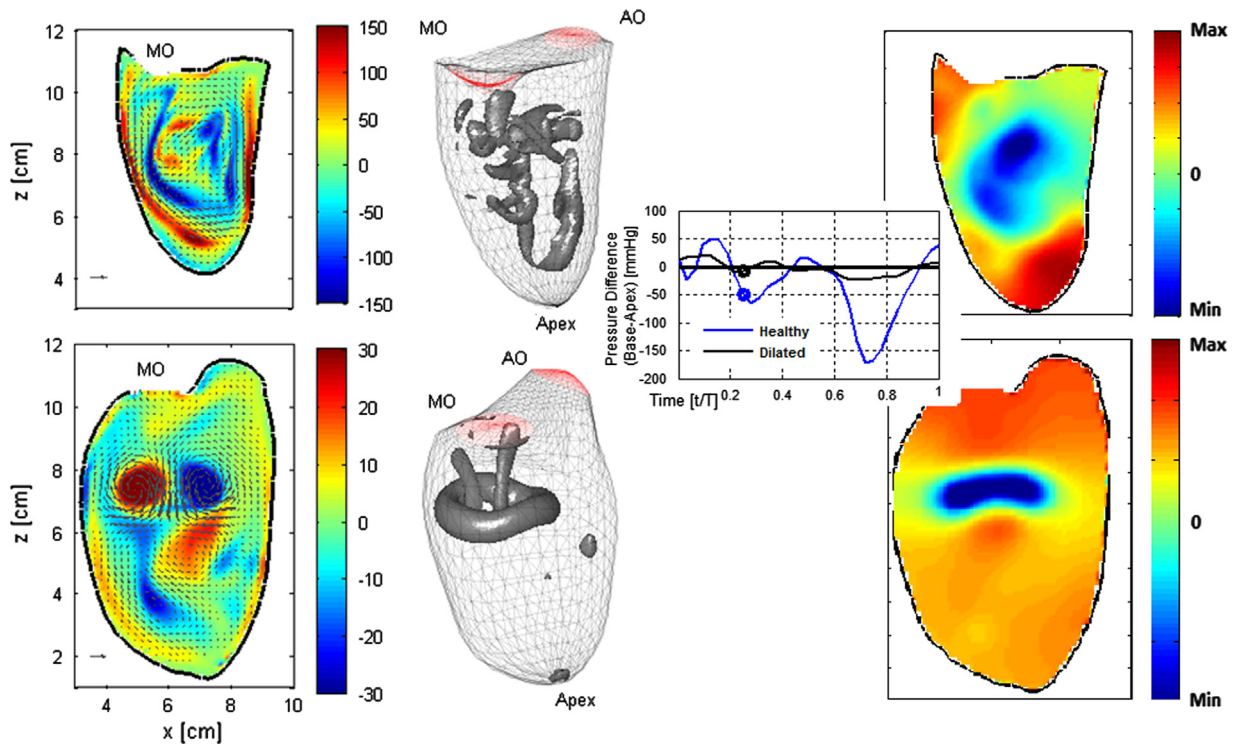 12
10
8
6
4
z [cm]
MO
150
100
50
0
-50
-100
-150
MO
AO
Apex
Max
0
Min
100
50
0
-50
-100
-150
-200
Pressure Difference
(Base-Apex) [mmHg]
Healthy
Dilated
Time [t/T]
0.2
0.4
0.6
0.8
1
12
10
8
6
4
2
z [cm]
MO
4
6
8
10
x [cm]
30
20
10
0
-10
-20
-30
AO
MO
Apex
Max
0
Min